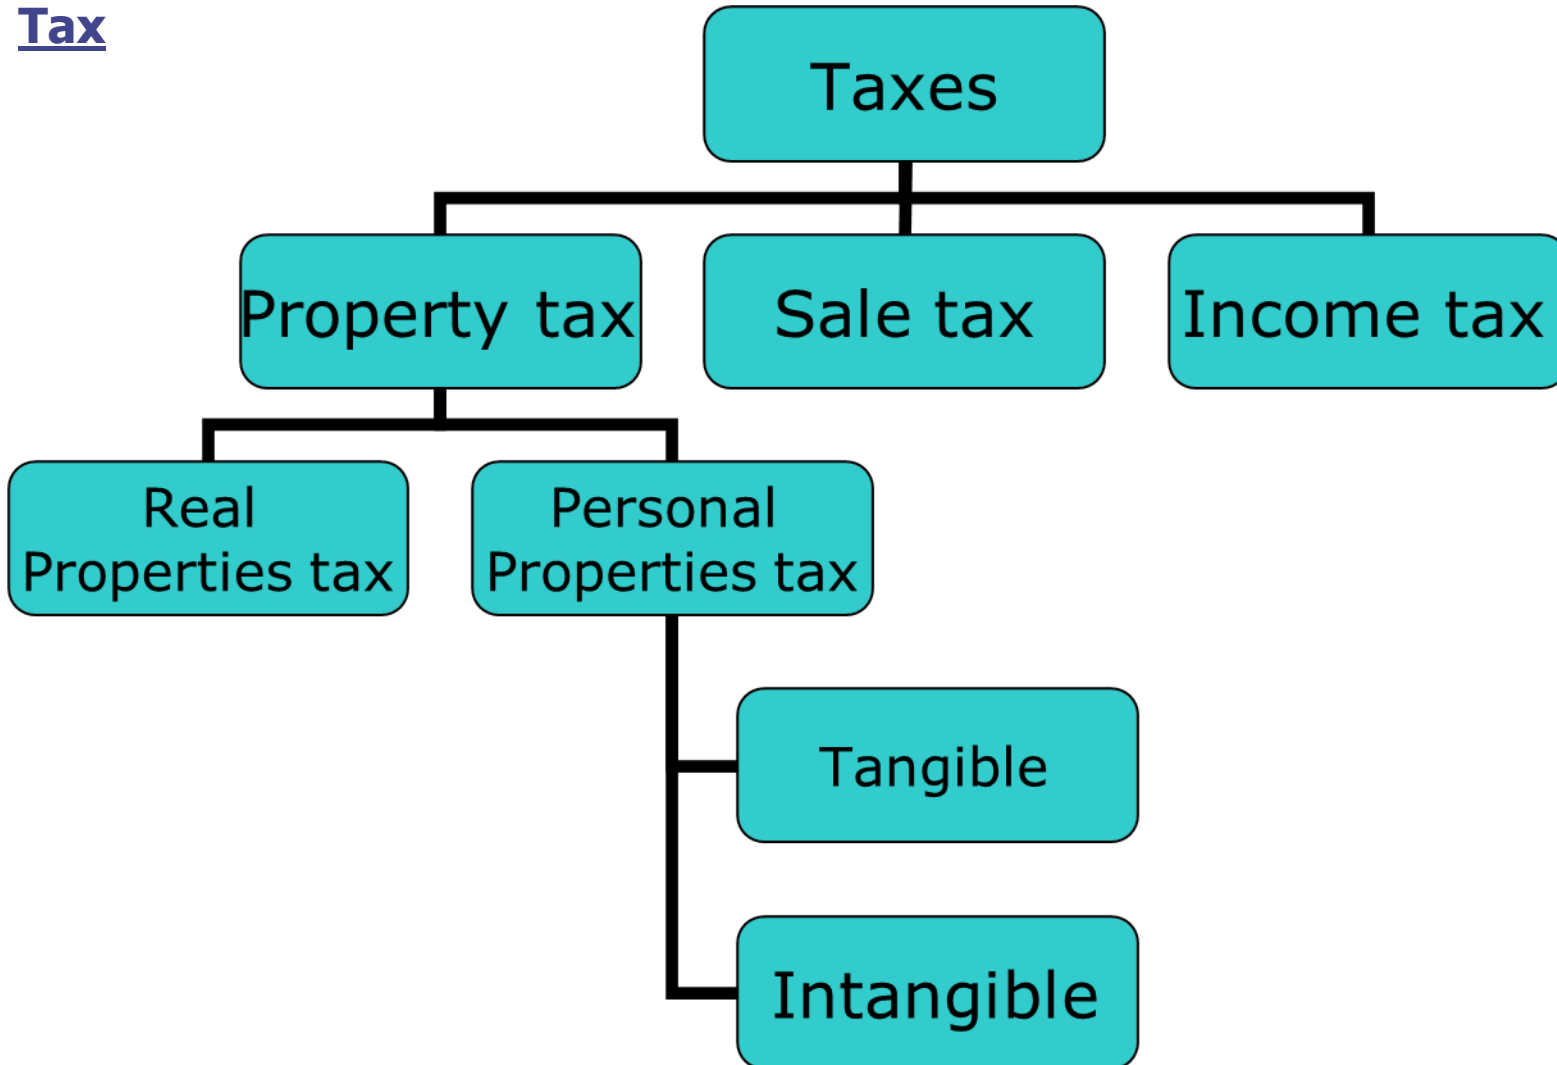 Tax
Taxes
Property tax
Sale tax
Income tax
Real
Properties tax
Personal
Properties tax
Tangible
Intangible